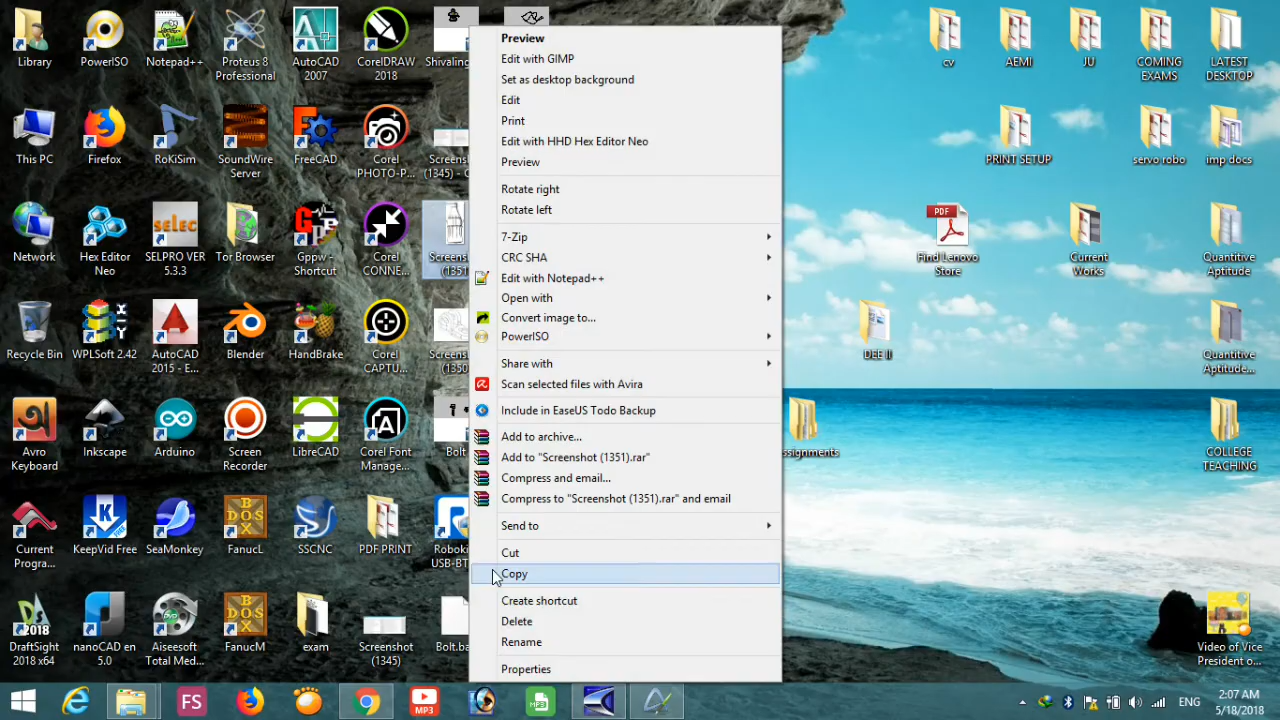 Library
PowerISO
Notepad++
Proteus 8
Professional
AutoCAD
2007
CorelDRAW
2018
Shivaling
This PC
Firefox
RoKiSim
SoundWire
Server
FreeCAD
Corel
PHOTO-P...
Screensh
(1345) - C
Network
Hex Editor
Neo
SELPRO VER
5.3.3
Tor Browser
Gppw -
Shortcut
Corel
CONNE...
Screensh
(1351
Recycle Bin
WPLSoft 2.42
AutoCAD
2015 - E...
Blender
HandBrake
Corel
CAPTU...
Screensh
(1350
Avro
Keyboard
Inkscape
Arduino
Screen
Recorder
LibreCAD
Corel Font
Manage...
Bolt
Current
Progra...
KeepVid Free
SeaMonkey
FanucL
SSCNC
PDF PRINT
Roboki
USB-BT
DraftSight
2018 x64
nanoCAD en
5.0
Aiseesoft
Total Med...
FanucM
exam
Screenshot
(1345)
Bolt.ba
Preview
Edit with GIMP
Set as desktop background
Edit
Print
Edit with HHD Hex Editor Neo
Preview
Rotate right
Rotate left
7-Zip
CRC SHA
Edit with Notepad++
Open with
Convert image to...
PowerISO
Share with
Scan selected files with Avira
Include in EaseUS Todo Backup
Add to archive...
Add to "Screenshot (1351).rar"
Compress and email...
Compress to "Screenshot (1351).rar" and email
Send to
Cut
Copy
Create shortcut
Delete
Rename
Properties
cv
AEMI
JU
COMING
EXAMS
LATEST
DESKTOP
PRINT SETUP
servo robo
imp docs
PDF
Find Lenovo
Store
Current
Works
Quantitive
Aptitude
DEE II
Quantitive
Aptitude...
ssignments
COLLEGE
TEACHING
Video of Vice
President o...
FS
MP3
MP3
ENG
2:07 AM
5/18/2018